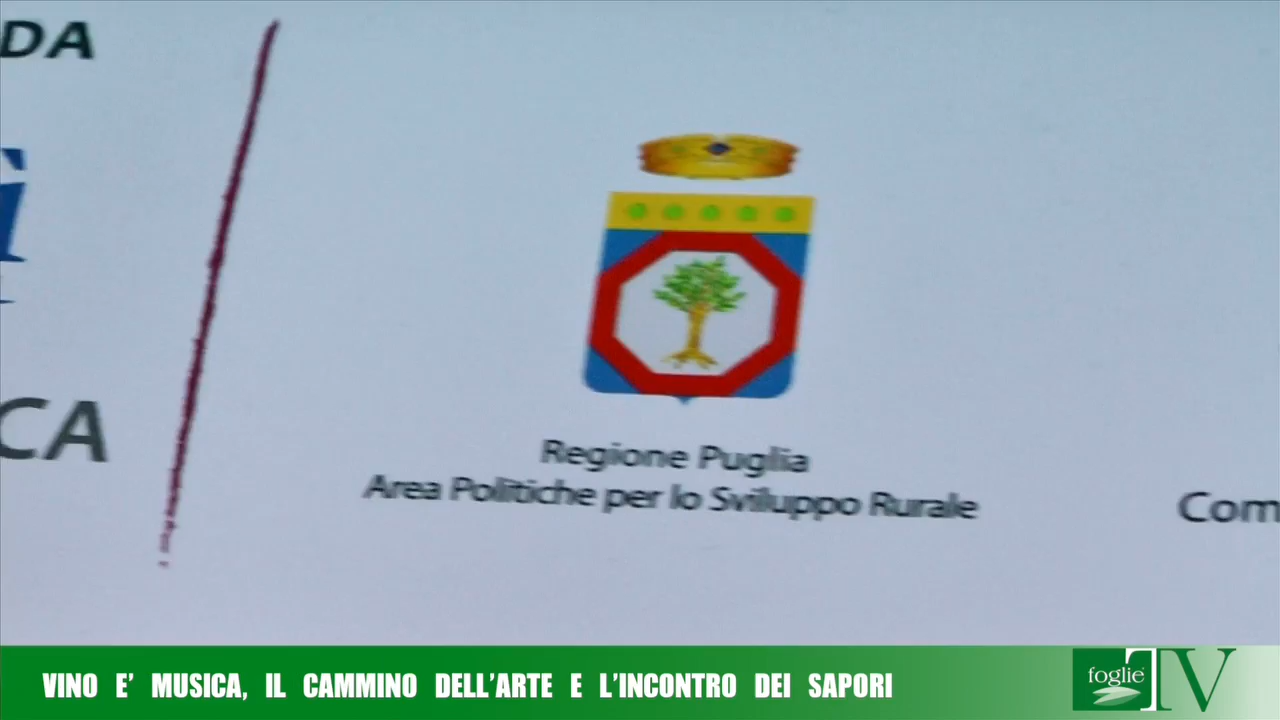 DA
ì
CA
Regione Puglia
Area Politiche per lo Sviluppo Rurale
Com
VINO E' MUSICA, IL CAMMINO DELL'ARTE E L'INCONTRO DEI SAPORI
foglie TV